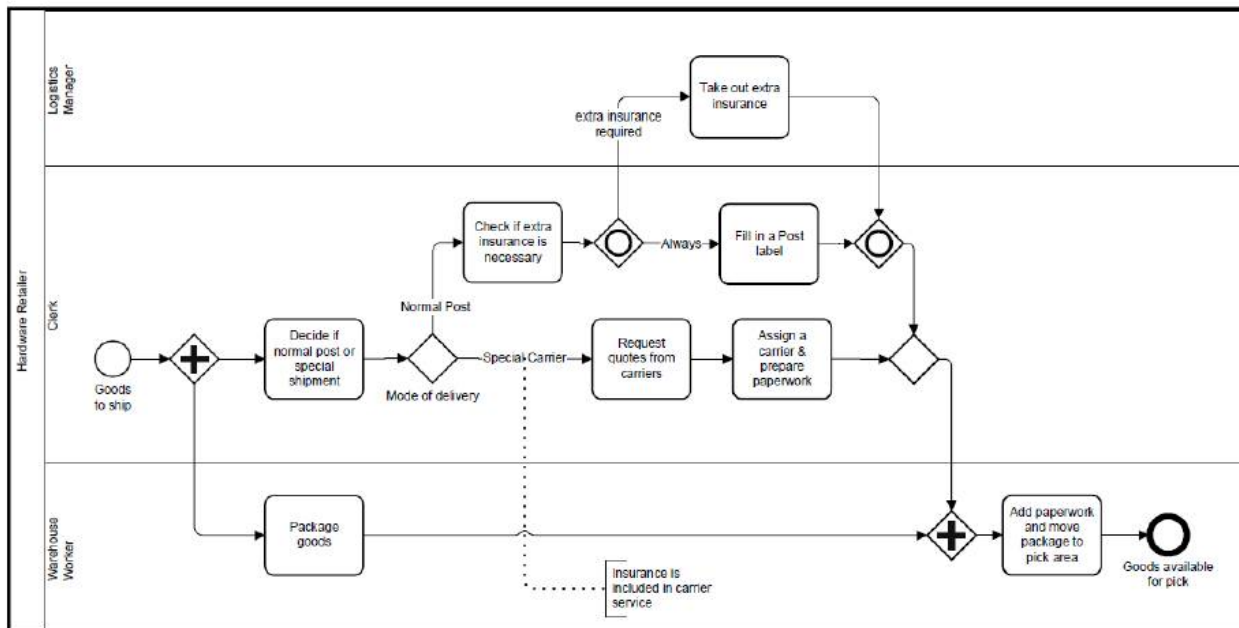 Hardware Retailer
Logistics
Manager
Take out extra
insurance
extra insurance
required
Clerk
Check if extra
insurance is
necessary
Always
Fill in a Post
label
Normal Post
Goods
to ship
Decide if
normal post or
special
shipment
Mode of delivery
Special Carrier
Request
quotes from
carriers
Assign a
carrier &
prepare
paperwork
Warehouse
Worker
Package
goods
Insurance is
included in carrier
service
Add paperwork
and move
package to
pick area
Goods available
for pick